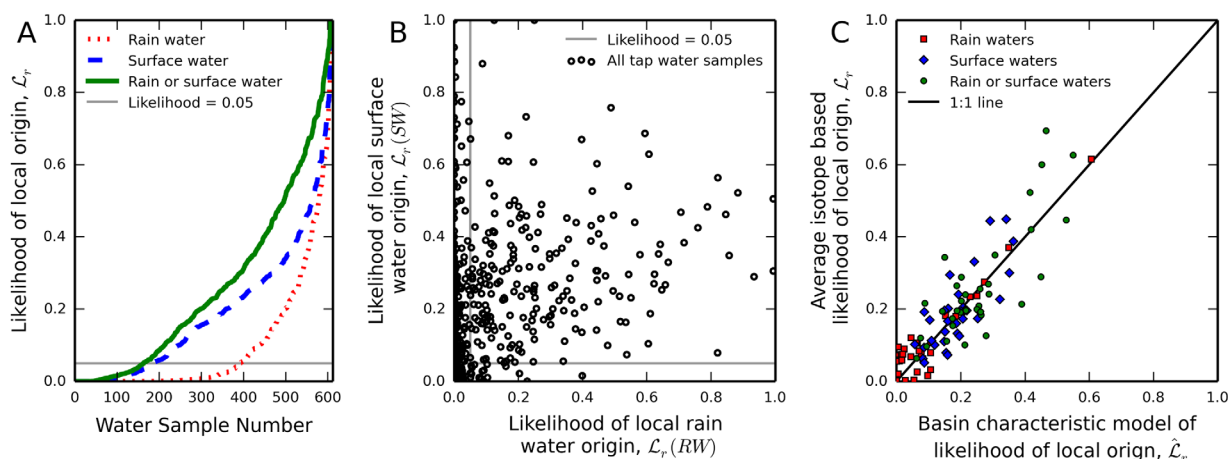 A
Likelihood of local origin, ℒᵣ
1.0
0.8
0.6
0.4
0.2
0.0
Rain water
Surface water
Rain or surface water
Likelihood = 0.05
0 100 200 300 400 500 600
Water Sample Number
B
Likelihood of local surface
water origin, ℒᵣ(SW)
1.0
0.8
0.6
0.4
0.2
0.0
Likelihood = 0.05
All tap water samples
0.0 0.2 0.4 0.6 0.8 1.0
Likelihood of local rain
water origin, ℒᵣ(RW)
C
Average isotope based
likelihood of local orign, ℒᵣ
1.0
0.8
0.6
0.4
0.2
0.0
Rain waters
Surface waters
Rain or surface waters
1:1 line
0.0 0.2 0.4 0.6 0.8 1.0
Basin characteristic model of
likelihood of local orign, ℒ̂ᵣ